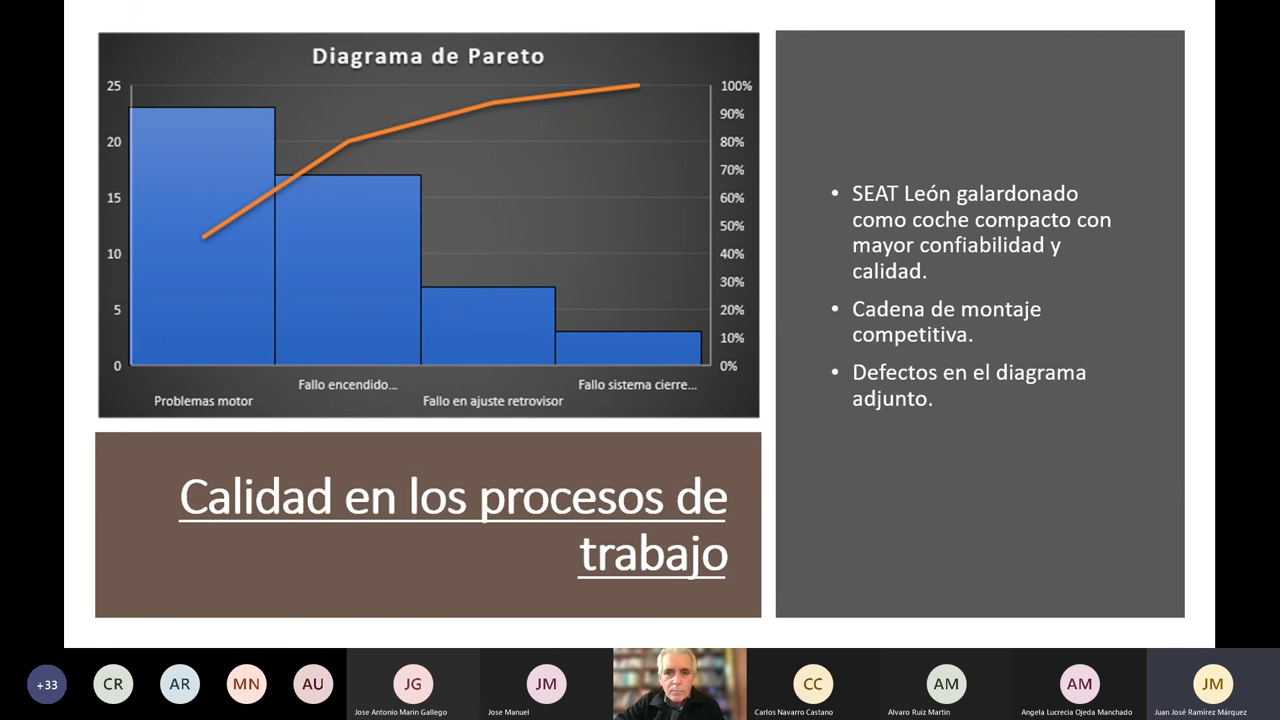 Diagrama de Pareto
25
20
15
10
5
0
100%
90%
80%
70%
60%
50%
40%
30%
20%
10%
0%
Problemas motor
Fallo encendido...
Fallo en ajuste retrovisor
Fallo sistema cierre...
Calidad en los procesos de
trabajo
• SEAT León galardonado
como coche compacto con
mayor confiabilidad y
calidad.
• Cadena de montaje
competitiva.
• Defectos en el diagrama
adjunto.
+33
CR
AR
MN
AU
JG
Jose Antonio Marin Gallego
JM
Jose Manuel
CC
Carlos Navarro Castano
AM
Alvaro Ruiz Martin
AM
Angela Lucrecia Ojeda Manchado
JM
Juan José Ramírez Márquez